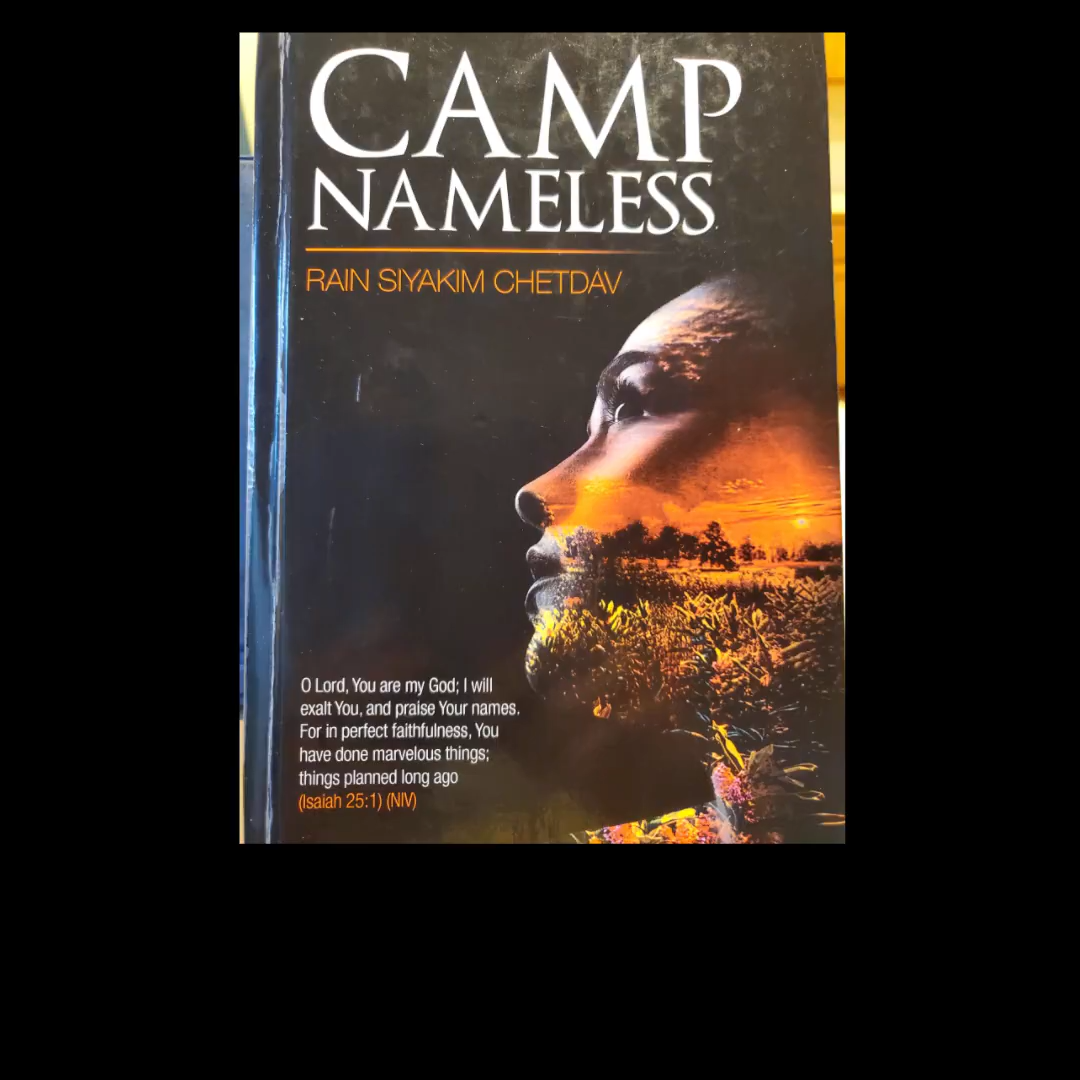 CAMP
NAMELESS
RAIN SIYAKIM CHETDAV
O Lord, You are my God; I will
exalt You, and praise Your names.
For in perfect faithfulness, You
have done marvelous things;
things planned long ago
(Isaiah 25:1) (NIV)